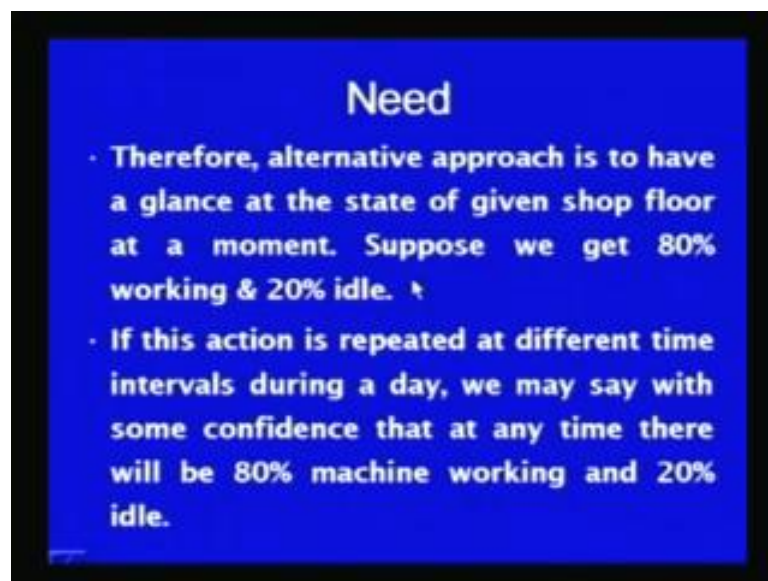 Need
· Therefore, alternative approach is to have
a glance at the state of given shop floor
at a moment. Suppose we get 80%
working & 20% idle.
· If this action is repeated at different time
intervals during a day, we may say with
some confidence that at any time there
will be 80% machine working and 20%
idle.